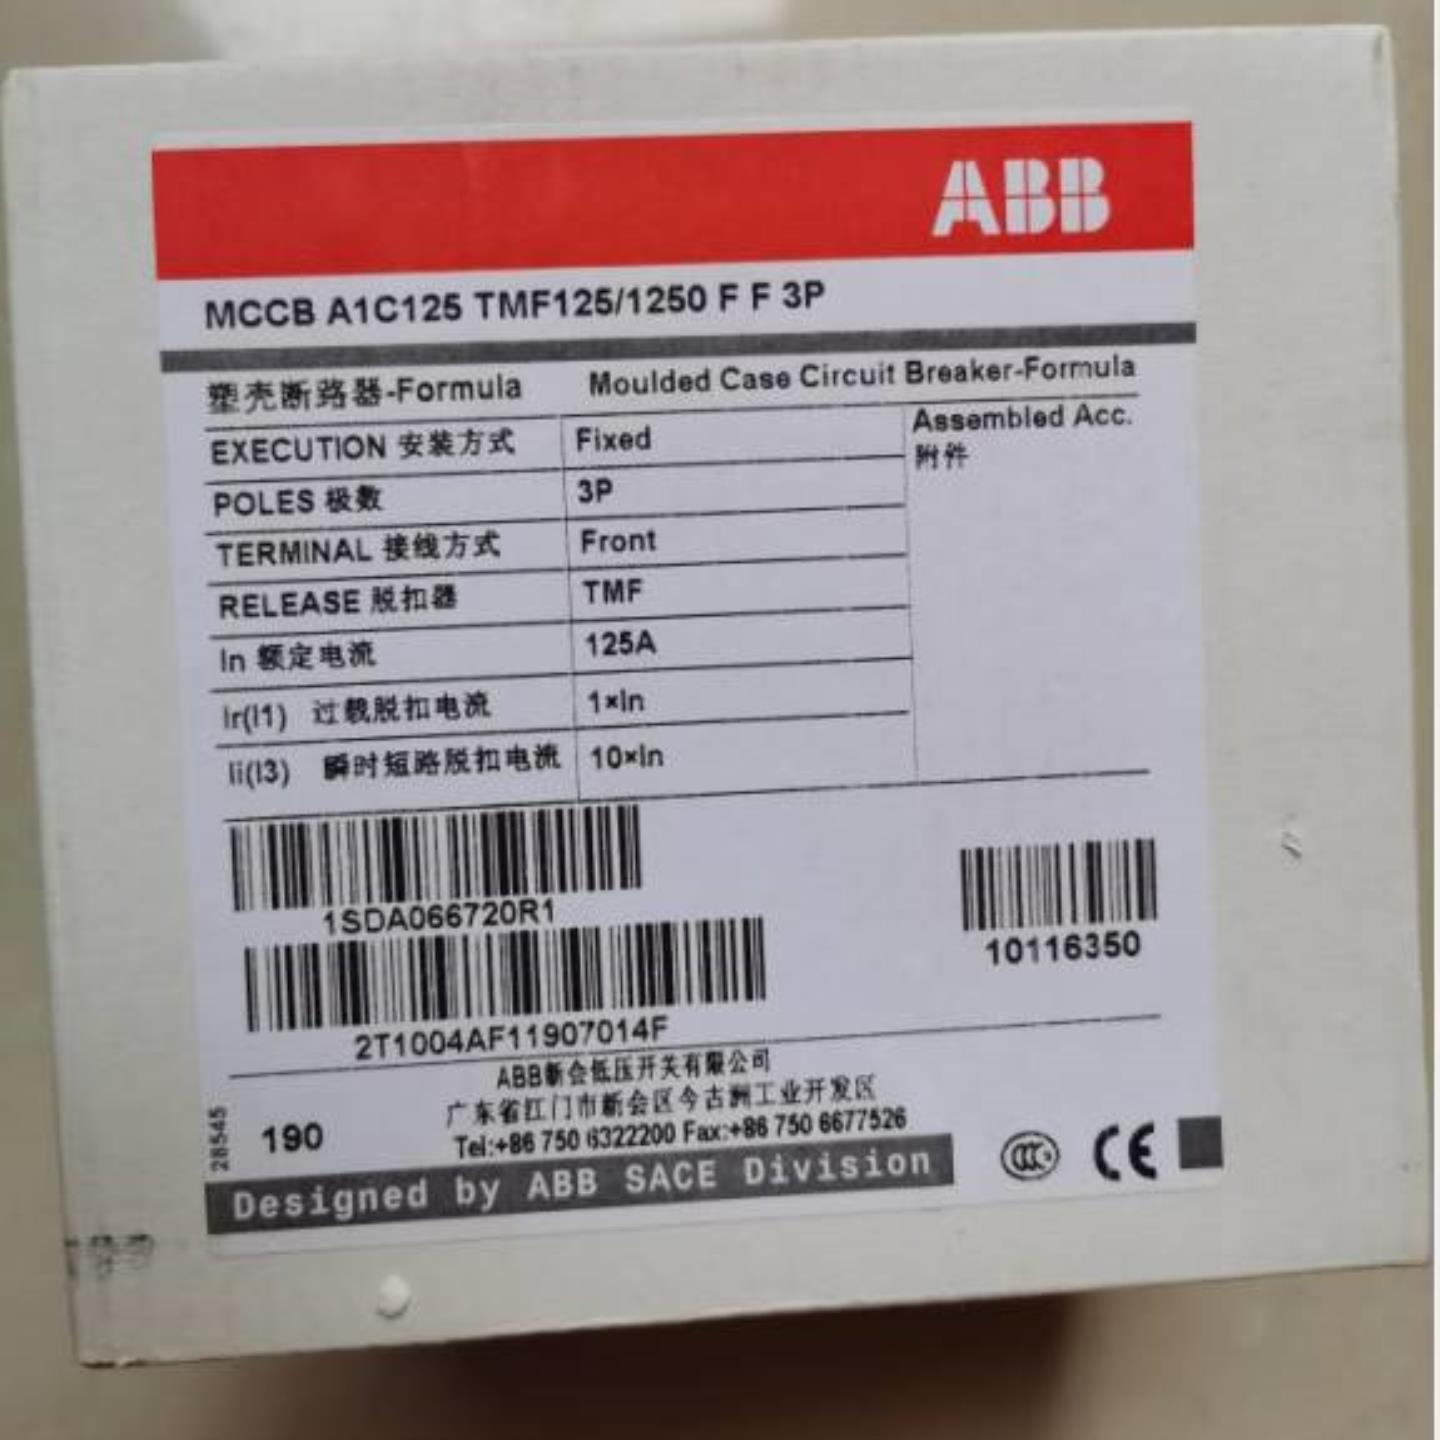 ABB
MCCB A1C125 TMF125/1250 F F 3P
塑壳断路器-Formula Moulded Case Circuit Breaker-Formula
EXECUTION 安装方式 Fixed Assembled Acc.
附件
POLES 极数 3P
TERMINAL 接线方式 Front
RELEASE 脱扣器 TMF
In 额定电流 125A
Ir(I1) 过载脱扣电流 1×In
Ii(I3) 瞬时短路脱扣电流 10×In
1SDA066720R1
10116350
2T1004AF11907014F
ABB新会低压开关有限公司
广东省江门市新会区今古洲工业开发区
Tel:+86 750 6322200 Fax:+86 750 6677526
28545
190
Designed by ABB SACE Division
CCC CE